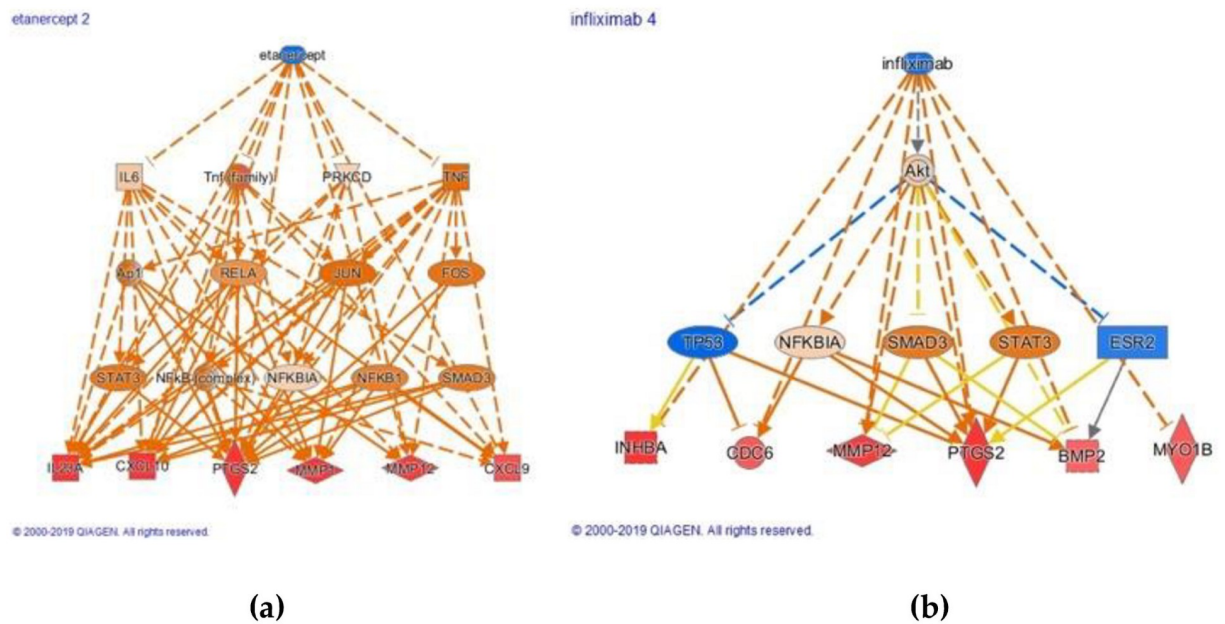 etanercept 2
etanercept
IL6 Tnf (family) PRKCD TNF
Ap1 RELA JUN FOS
STAT3 NFkB (complex) NFKBIA NFKB1 SMAD3
IL23A CXCL10 PTGS2 MMP1 MMP12 CXCL9
© 2000-2019 QIAGEN. All rights reserved.
(a)
infliximab 4
infliximab
Akt
TP53 NFKBIA SMAD3 STAT3 ESR2
INHBA CDC6 MMP12 PTGS2 BMP2 MYO1B
© 2000-2019 QIAGEN. All rights reserved.
(b)